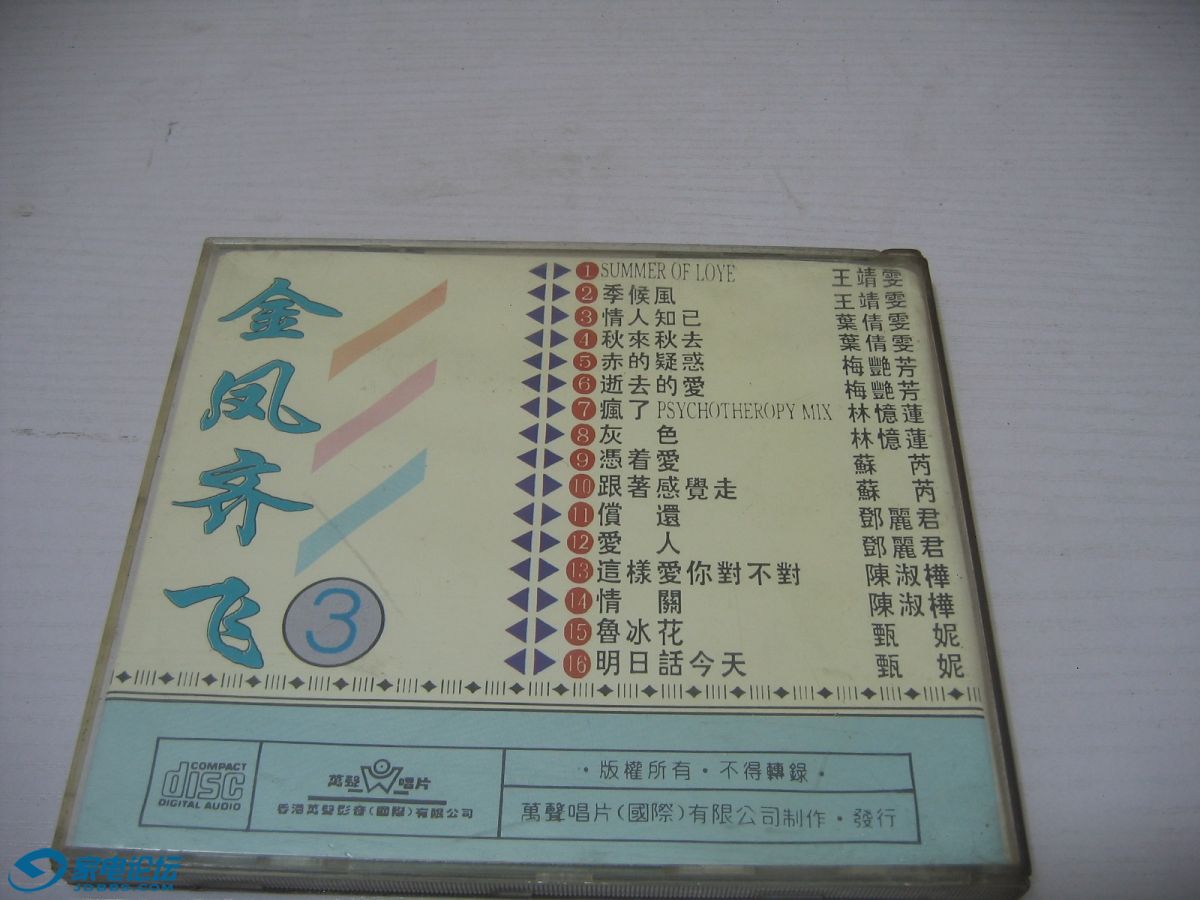 金凤齐飞
3
1 SUMMER OF LOYE 王靖雯
2 季候風 王靖雯
3 情人知己 葉倩雯
4 秋來秋去 葉倩雯
5 赤的疑惑 梅艷芳
6 逝去的愛 梅艷芳
7 瘋了 PSYCHOTHEROPY MIX 林憶蓮
8 灰色 林憶蓮
9 憑着愛 蘇芮
10 跟著感覺走 蘇芮
11 償還 鄧麗君
12 愛人 鄧麗君
13 這樣愛你對不對 陳淑樺
14 情關 陳淑樺
15 魯冰花 甄妮
16 明日話今天 甄妮
COMPACT
disc
DIGITAL AUDIO
萬聲 唱片
香港萬聲影音(國際)有限公司
·版權所有·不得轉錄·
萬聲唱片(國際)有限公司制作·發行
家电论坛
JDBBS.COM